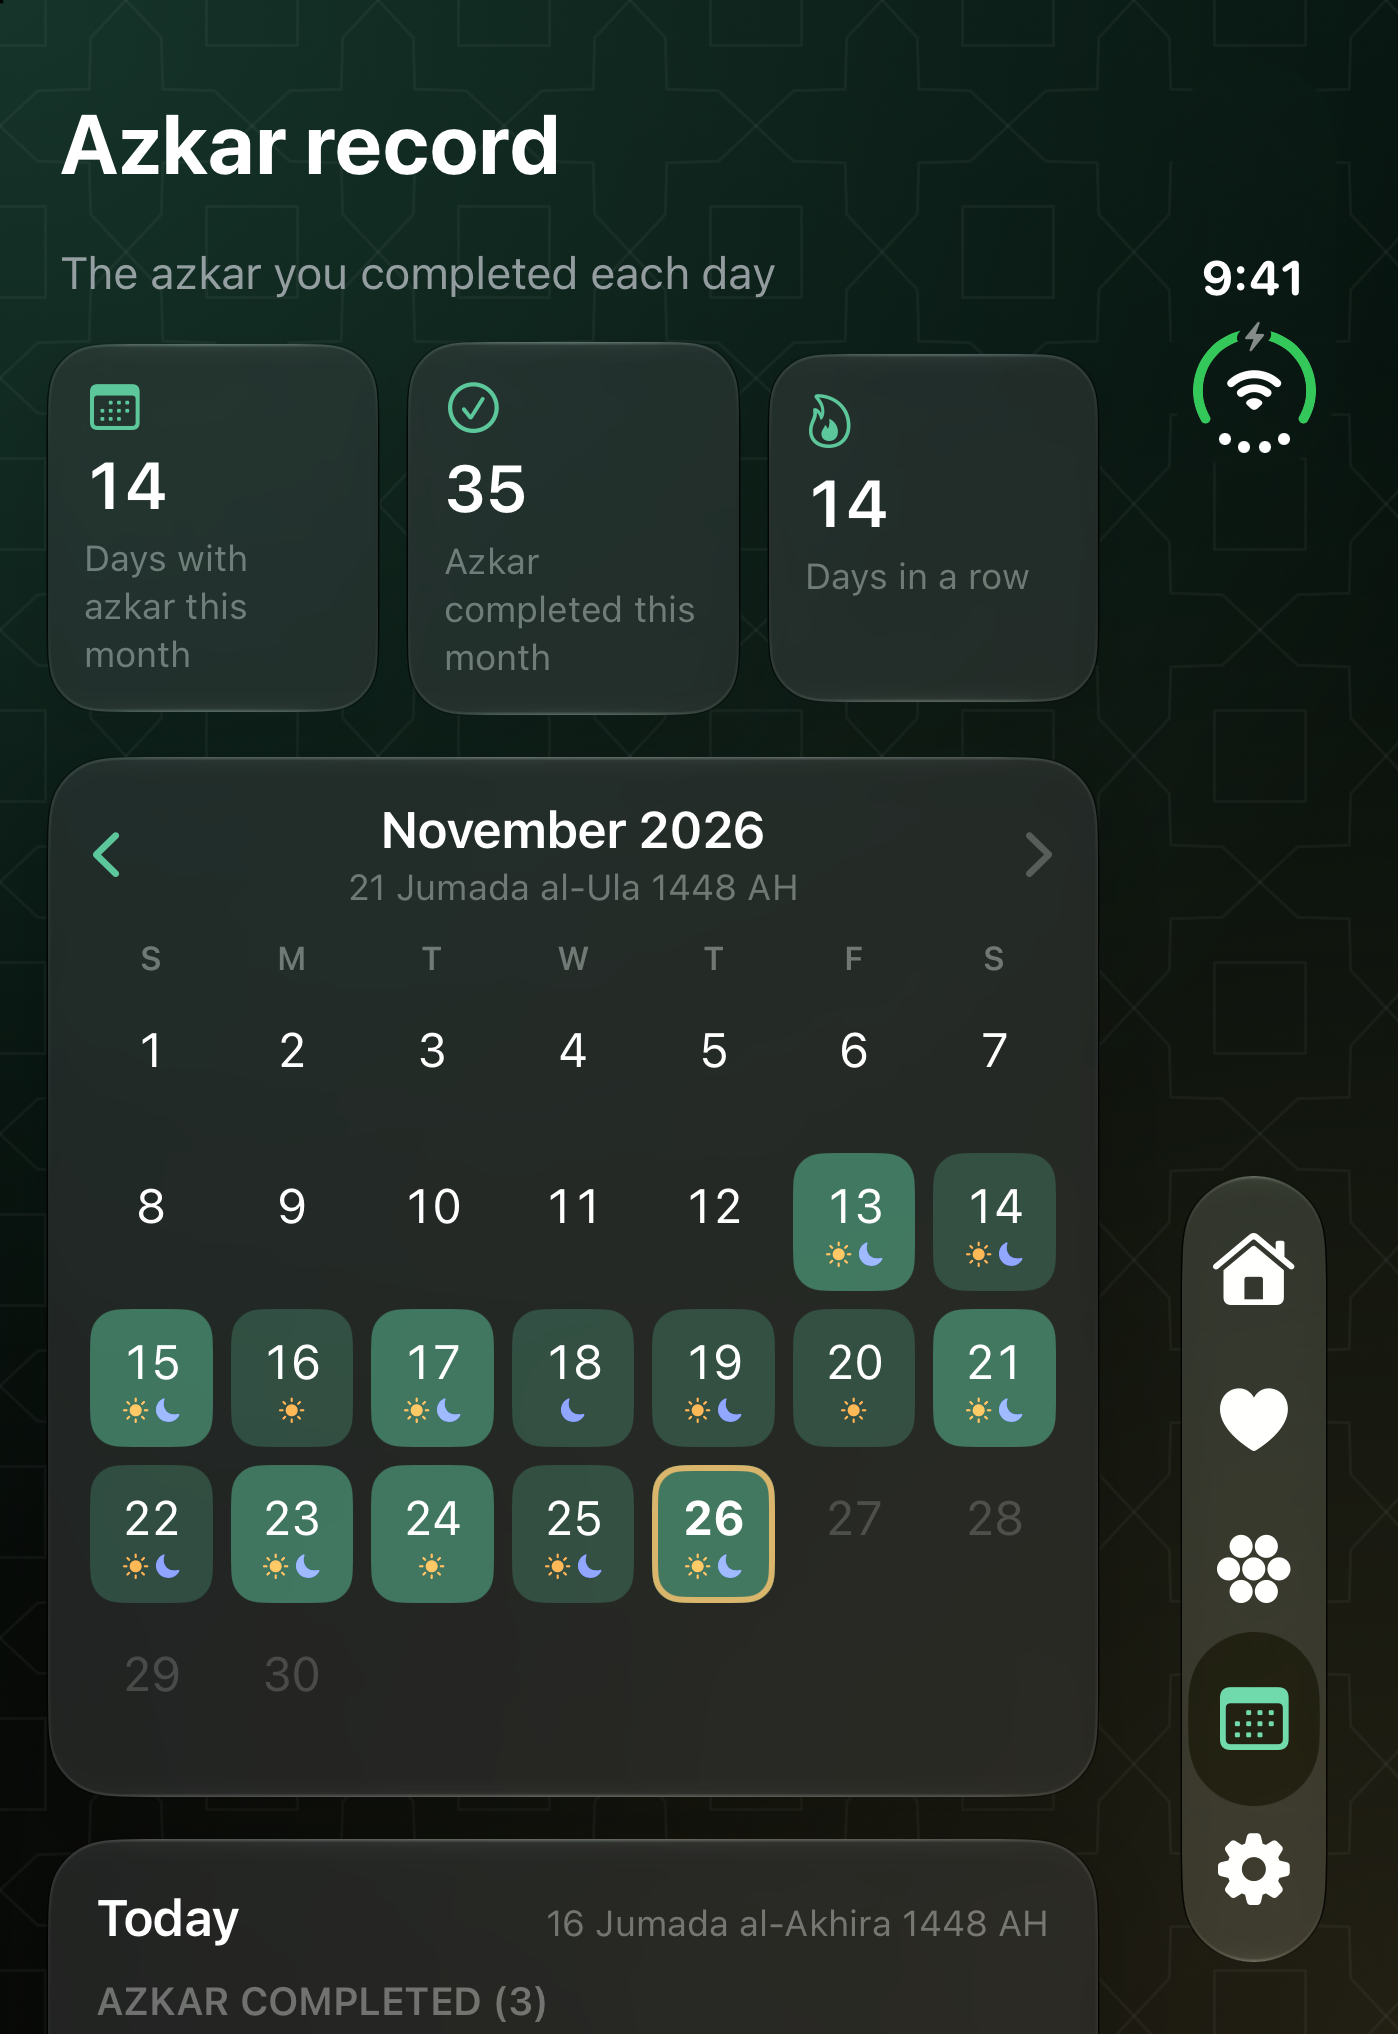 Azkar record
The azkar you completed each day
9:41
14
Days with
azkar this
month
35
Azkar
completed this
month
14
Days in a row
November 2026
21 Jumada al-Ula 1448 AH
S M T W T F S
1 2 3 4 5 6 7
8 9 10 11 12 13 14
15 16 17 18 19 20 21
22 23 24 25 26 27 28
29 30
Today
16 Jumada al-Akhira 1448 AH
AZKAR COMPLETED (3)